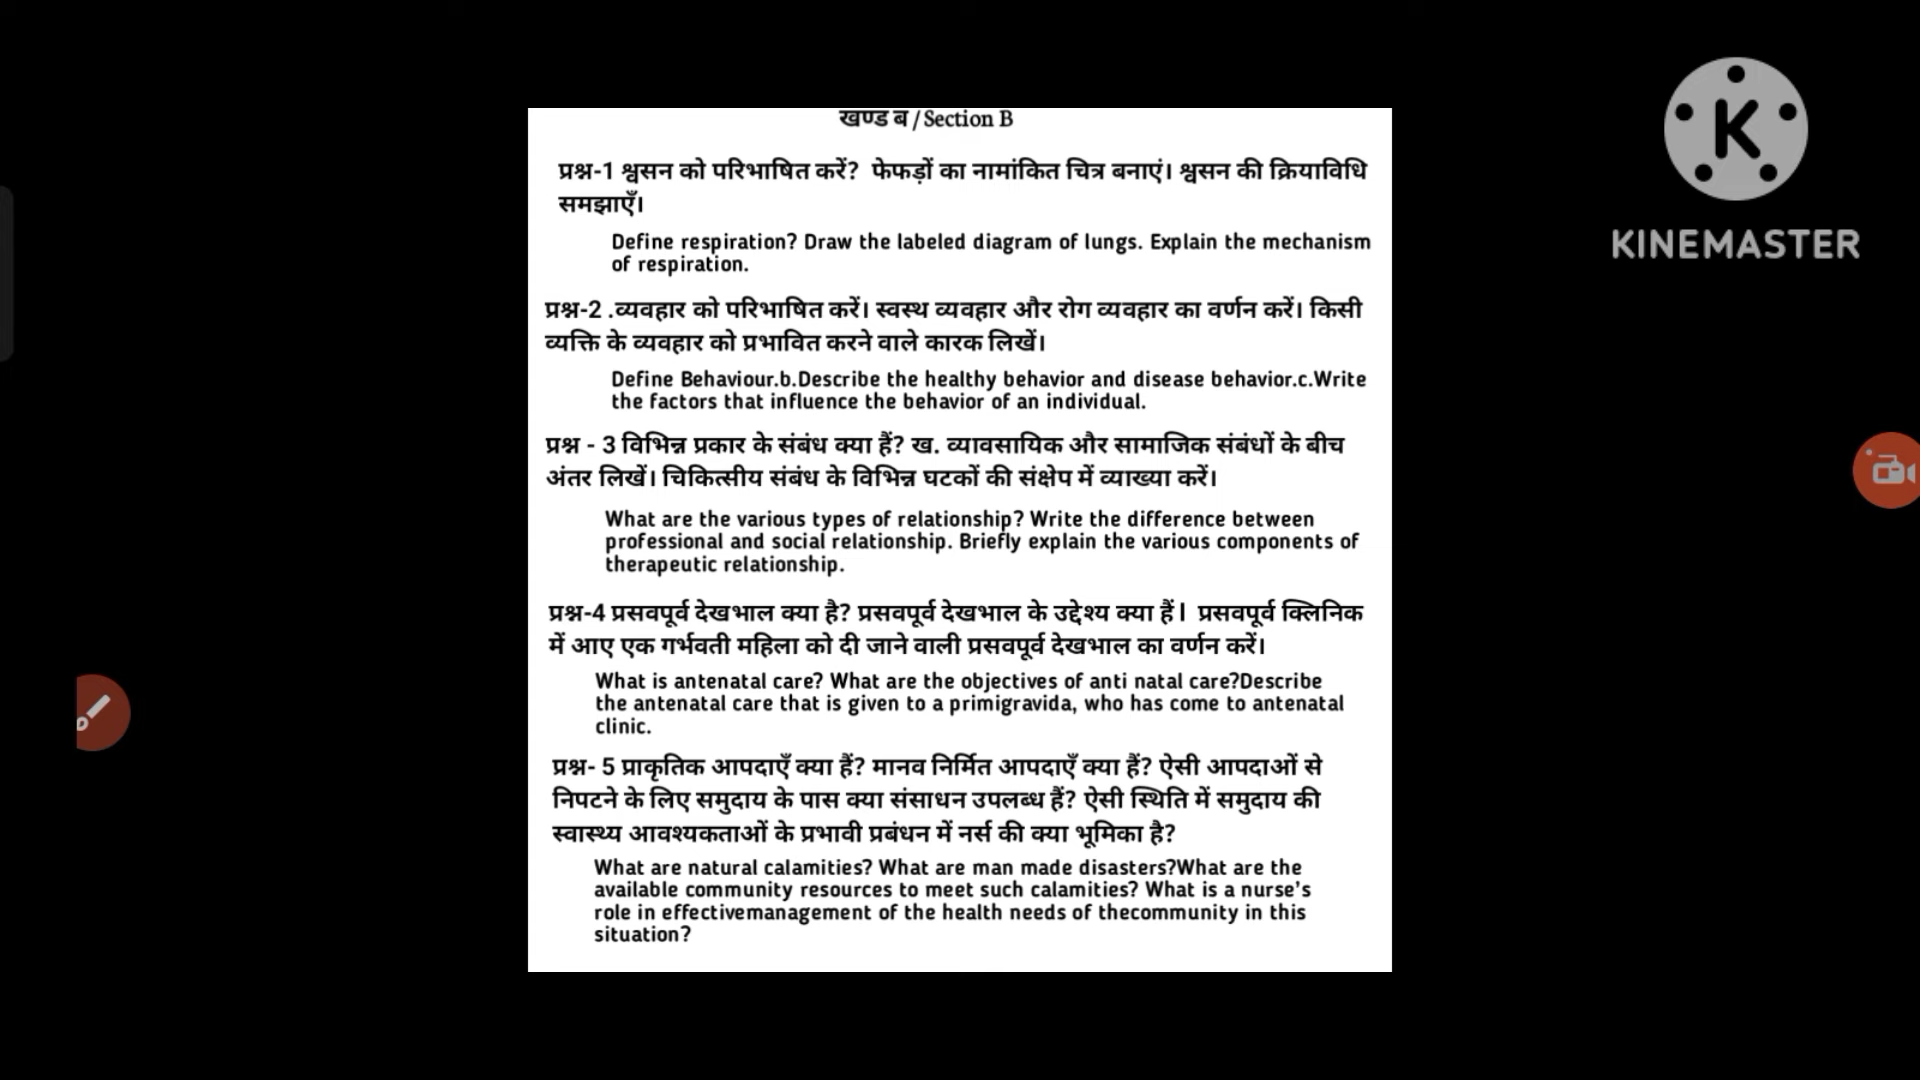 खण्ड ब / Section B
KINEMASTER
प्रश्न-1 श्वसन को परिभाषित करें? फेफड़ों का नामांकित चित्र बनाएं। श्वसन की क्रियाविधि
समझाएँ।
Define respiration? Draw the labeled diagram of lungs. Explain the mechanism
of respiration.
प्रश्न-2 .व्यवहार को परिभाषित करें। स्वस्थ व्यवहार और रोग व्यवहार का वर्णन करें। किसी
व्यक्ति के व्यवहार को प्रभावित करने वाले कारक लिखें।
Define Behaviour.b.Describe the healthy behavior and disease behavior.c.Write
the factors that influence the behavior of an individual.
प्रश्न - 3 विभिन्न प्रकार के संबंध क्या हैं? ख. व्यावसायिक और सामाजिक संबंधों के बीच
अंतर लिखें। चिकित्सीय संबंध के विभिन्न घटकों की संक्षेप में व्याख्या करें।
What are the various types of relationship? Write the difference between
professional and social relationship. Briefly explain the various components of
therapeutic relationship.
प्रश्न-4 प्रसवपूर्व देखभाल क्या है? प्रसवपूर्व देखभाल के उद्देश्य क्या हैं। प्रसवपूर्व क्लिनिक
में आए एक गर्भवती महिला को दी जाने वाली प्रसवपूर्व देखभाल का वर्णन करें।
What is antenatal care? What are the objectives of anti natal care?Describe
the antenatal care that is given to a primigravida, who has come to antenatal
clinic.
प्रश्न- 5 प्राकृतिक आपदाएँ क्या हैं? मानव निर्मित आपदाएँ क्या हैं? ऐसी आपदाओं से
निपटने के लिए समुदाय के पास क्या संसाधन उपलब्ध हैं? ऐसी स्थिति में समुदाय की
स्वास्थ्य आवश्यकताओं के प्रभावी प्रबंधन में नर्स की क्या भूमिका है?
What are natural calamities? What are man made disasters?What are the
available community resources to meet such calamities? What is a nurse's
role in effectivemanagement of the health needs of thecommunity in this
situation?